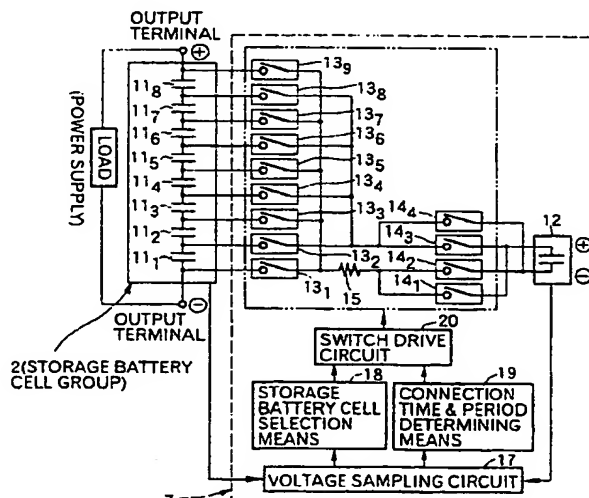 OUTPUT
TERMINAL
⊕
11₈
11₇
11₆
11₅
11₄
11₃
11₂
11₁
LOAD
(POWER SUPPLY)
⊖
OUTPUT
TERMINAL
2(STORAGE BATTERY
CELL GROUP)
13₉
13₈
13₇
13₆
13₅
13₄
13₃
13₂
13₁
15
14₄
14₃
14₂
14₁
12
⊕
⊖
20
SWITCH DRIVE
CIRCUIT
18
STORAGE
BATTERY CELL
SELECTION
MEANS
19
CONNECTION
TIME & PERIOD
DETERMINING
MEANS
17
VOLTAGE SAMPLING CIRCUIT